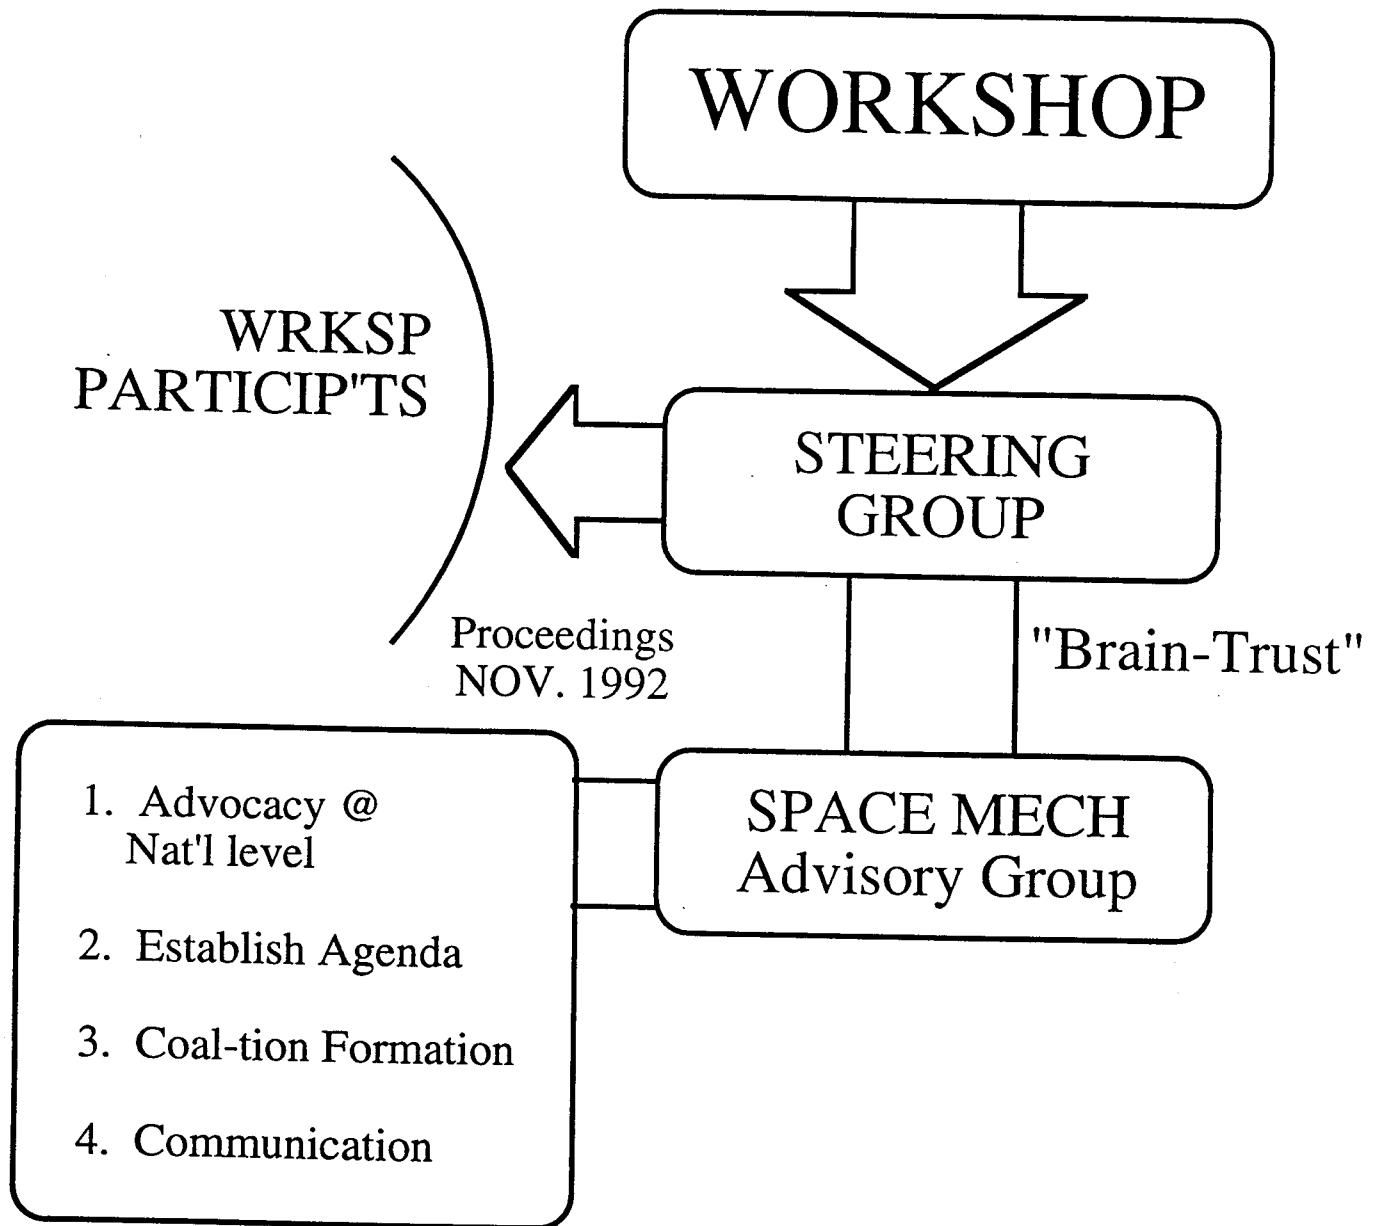 WORKSHOP
WRKSP
PARTICIP'TS
STEERING
GROUP
Proceedings
NOV. 1992
"Brain-Trust"
SPACE MECH
Advisory Group
1. Advocacy @
Nat'l level
2. Establish Agenda
3. Coal-tion Formation
4. Communication